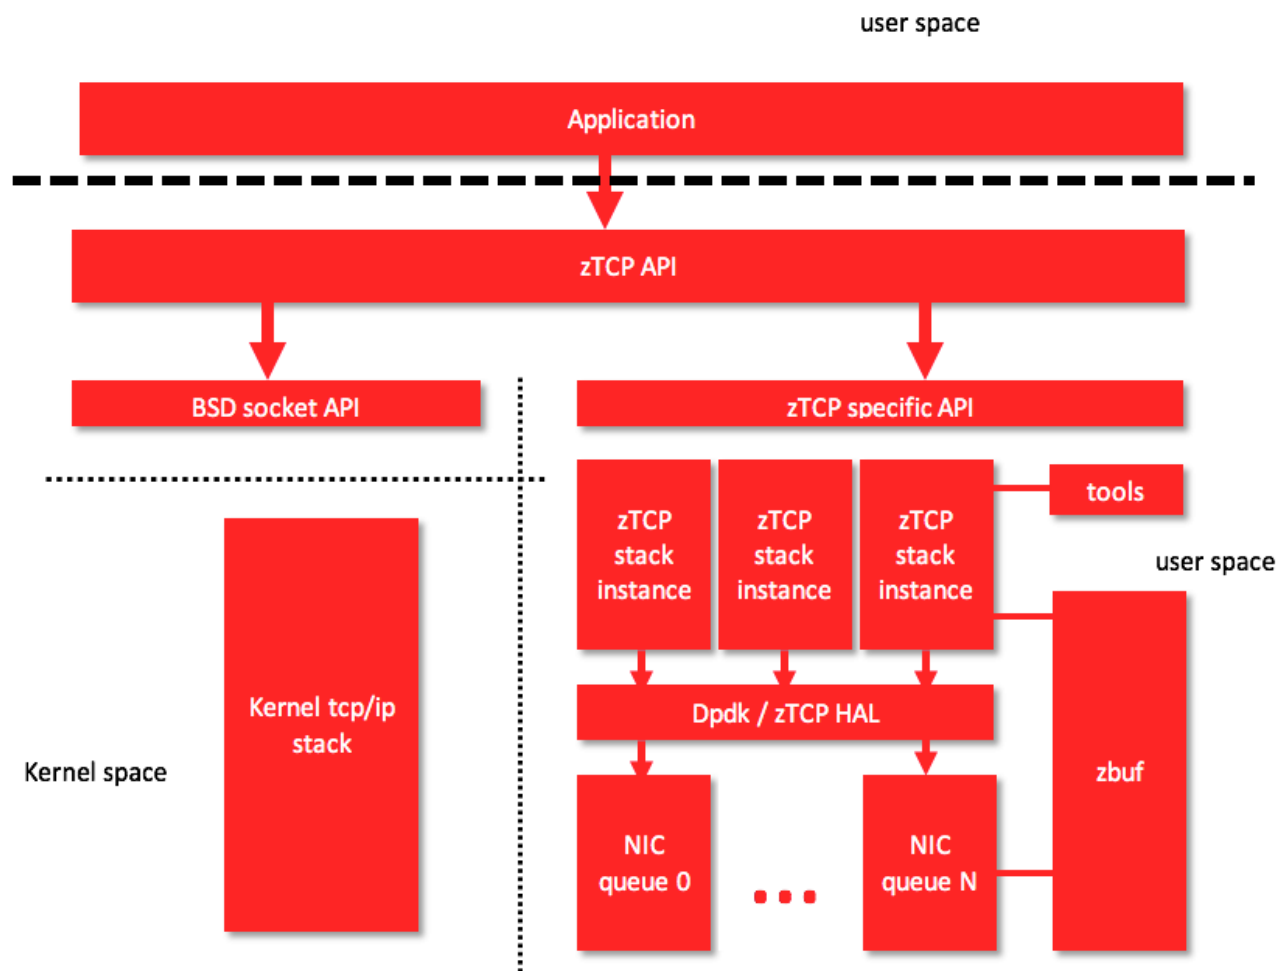 user space
Application
zTCP API
BSD socket API
zTCP specific API
zTCP
stack
instance
zTCP
stack
instance
zTCP
stack
instance
tools
user space
Dpdk / zTCP HAL
Kernel tcp/ip
stack
Kernel space
zbuf
NIC
queue 0
...
NIC
queue N